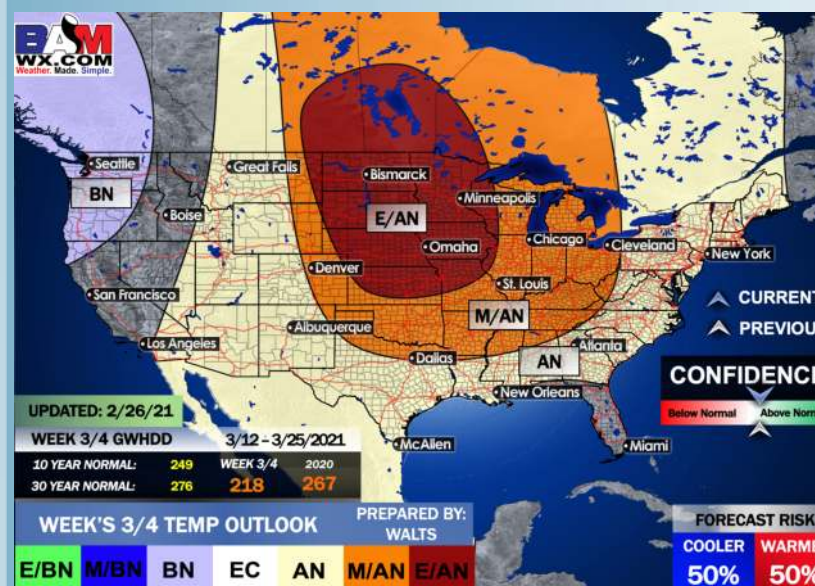 BAM
WX.COM
Weather. Made. Simple.
Seattle
Great Falls
Bismarck
BN
Minneapolis
Boise
E/AN
Omaha
Chicago
Cleveland
New York
Denver
St. Louis
San Francisco
M/AN
CURRENT
PREVIOU
Los Angeles
Albuquerque
Atlanta
Dallas
AN
CONFIDENCE
New Orleans
Below Normal
Above Norm
UPDATED: 2/26/21
WEEK 3/4 GWHDD 3/12 - 3/25/2021
McAllen
Miami
10 YEAR NORMAL: 249 WEEK 3/4 2020
30 YEAR NORMAL: 276 218 267
WEEK'S 3/4 TEMP OUTLOOK
PREPARED BY:
WALTS
FORECAST RISK
COOLER WARME
50% 50%
E/BN M/BN BN EC AN M/AN E/AN